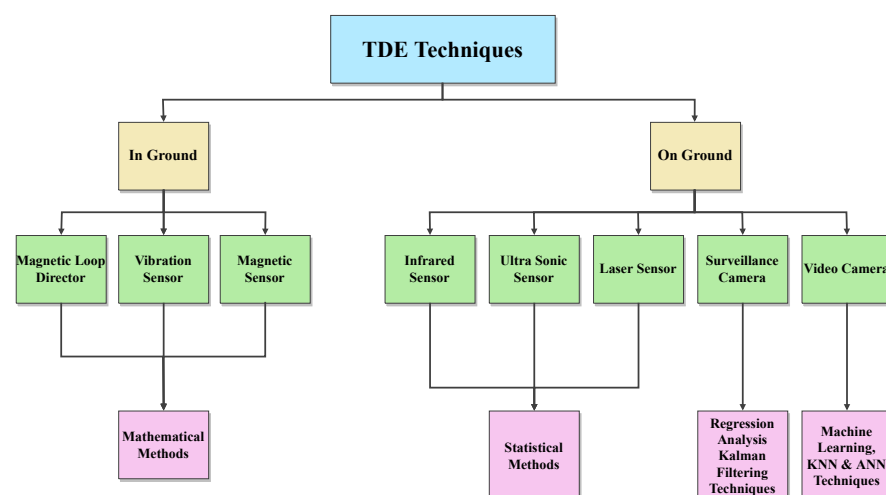 TDE Techniques
In Ground
On Ground
Magnetic Loop
Director
Vibration
Sensor
Magnetic
Sensor
Infrared
Sensor
Ultra Sonic
Sensor
Laser Sensor
Surveillance
Camera
Video Camera
Mathematical
Methods
Statistical
Methods
Regression
Analysis
Kalman
Filtering
Techniques
Machine
Learning,
KNN & ANN
Techniques